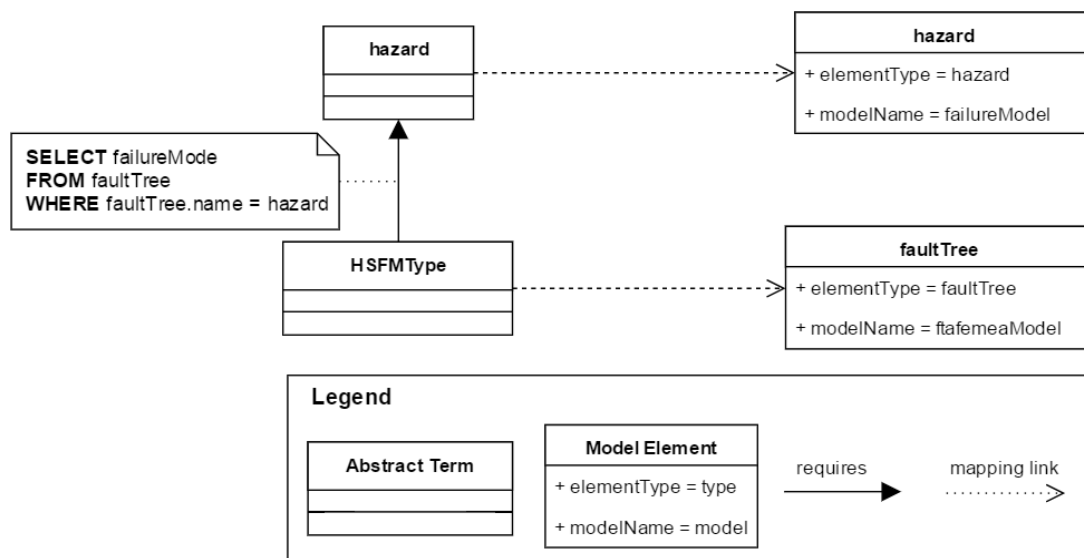 hazard
hazard
+ elementType = hazard
+ modelName = failureModel
SELECT failureMode
FROM faultTree
WHERE faultTree.name = hazard
HSFMType
faultTree
+ elementType = faultTree
+ modelName = ftafemeaModel
Legend
Abstract Term
Model Element
+ elementType = type
+ modelName = model
requires
mapping link